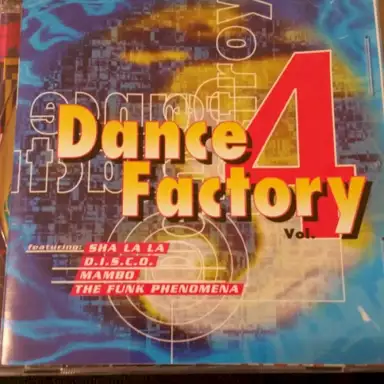 Dance
Factory
Vol. 4
featuring: SHA LA LA
D.I.S.C.O.
MAMBO
THE FUNK PHENOMENA